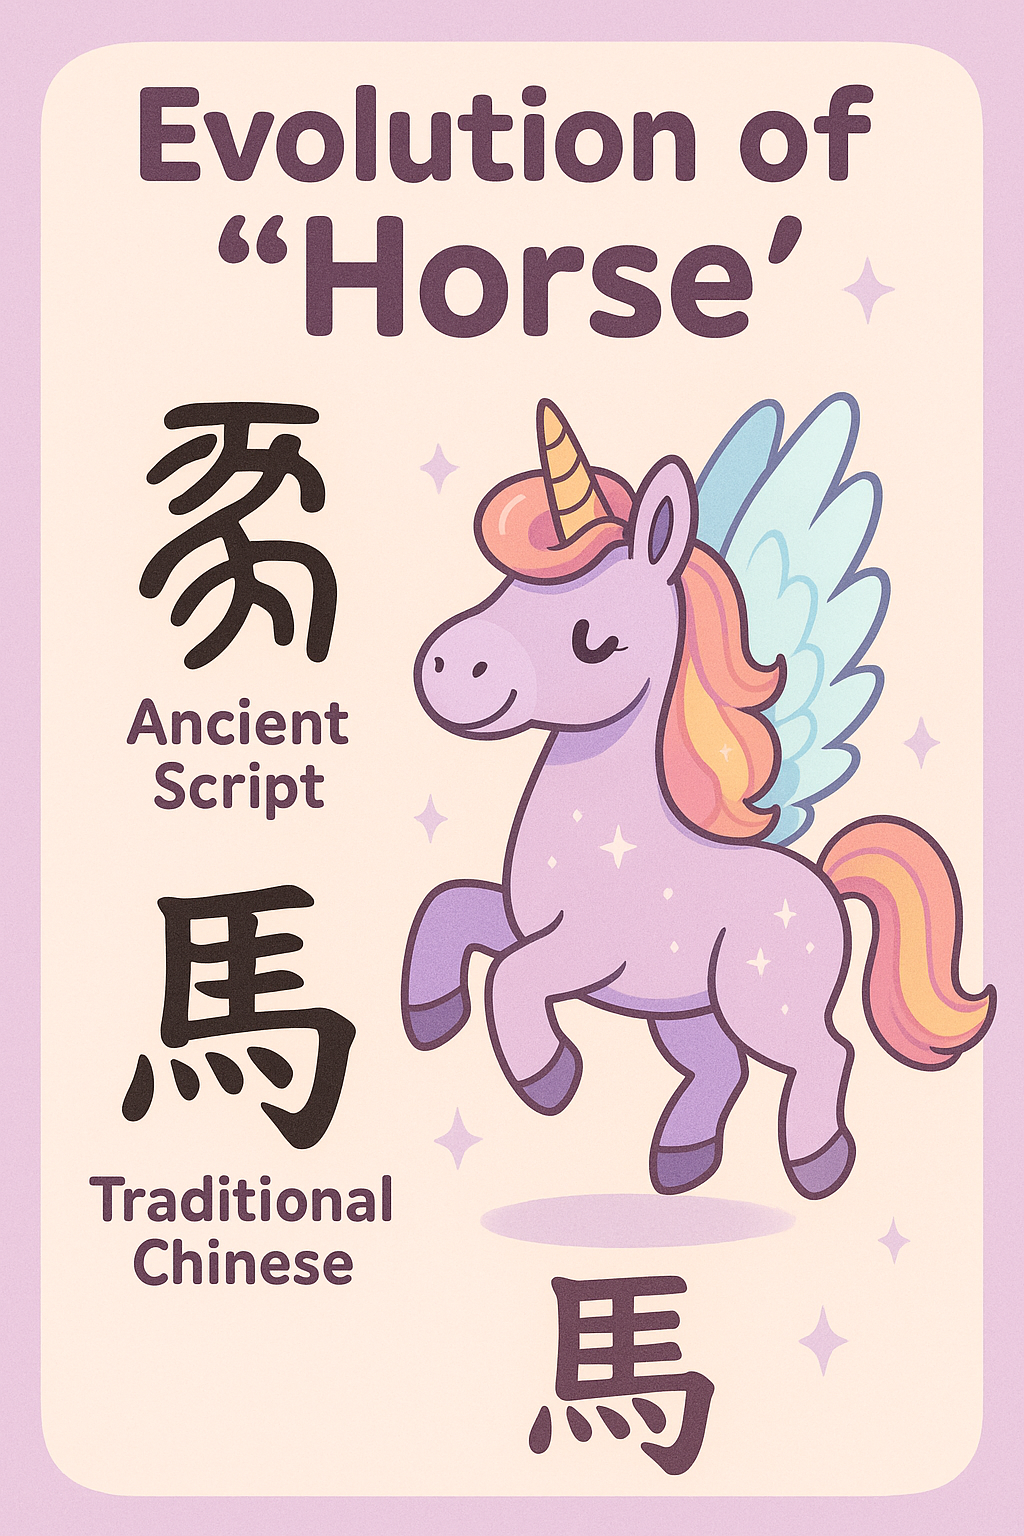 Evolution of
“Horse’
Ancient
Script
馬
Traditional
Chinese
馬